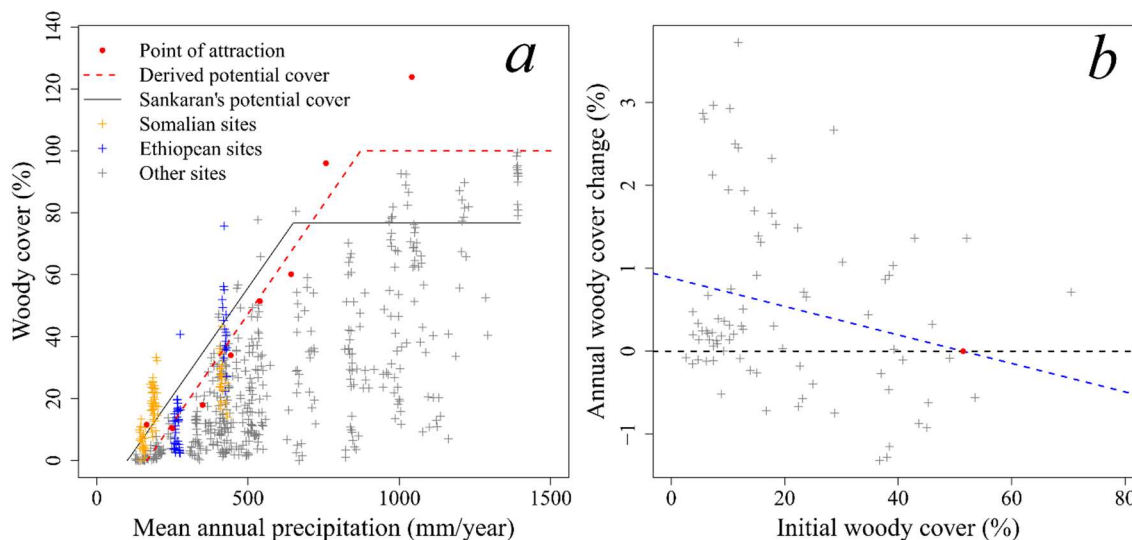 a
Point of attraction
Derived potential cover
Sankaran's potential cover
Somalian sites
Ethiopean sites
Other sites
Woody cover (%)
0 20 40 60 80 100 120 140
0 500 1000 1500
Mean annual precipitation (mm/year)
b
Annual woody cover change (%)
−1 0 1 2 3
0 20 40 60 80
Initial woody cover (%)